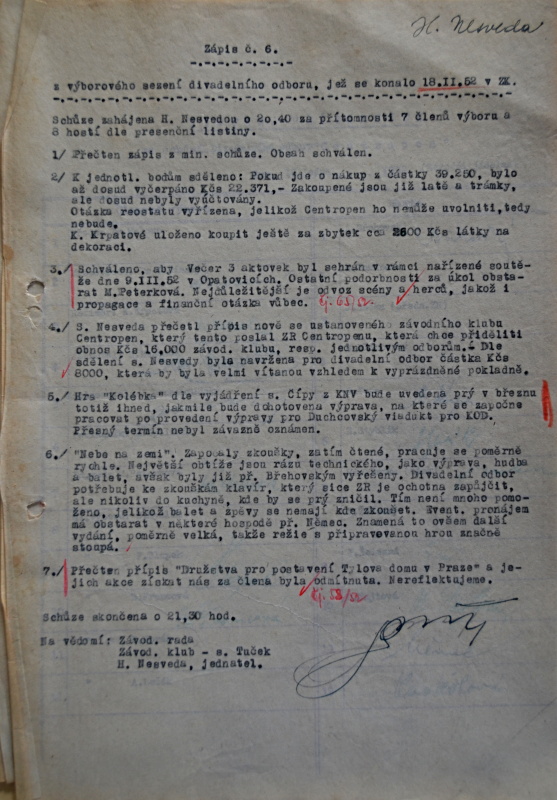 H. Nesveda
Zápis č. 6.
z výborového sezení divadelního odboru, jež se konalo 18.II.52 v ZK.
Schůze zahájena H. Nesvedou o 2o,4o za přítomnosti 7 členů výboru a
8 hostí dle presenční listiny.
1/ Přečten zápis z min. schůze. Obsah schválen.
2/ K jednotl. bodům sděleno: Pokud jde o nákup z částky 39.250, bylo
až dosud vyčerpáno Kčs 22.371,- Zakoupené jsou již latě a trámky,
ale dosud nebyly vyúčtovány.
Otázka reostatu vyřízena, jelikož Centropen ho nemůže uvolniti,tedy
nebude.
K. Krpatové uloženo koupit ještě za zbytek cca 2600 Kčs látky na
dekoraci.
3./ Schváleno, aby Večer 3 aktovek byl sehrán v rámci nařízené soutě-
že dne 9.III.52 v Opatovicích. Ostatní podorbnosti za úkol obsta-
rat M.Peterková. Nejdůležitější je odvoz scény a herců, jakož i
propagace a finanční otázka vůbec. čj. 65/52
4./ S. Nesveda přečetl přípis nově se ustanoveného závodního klubu
Centropen, který tento poslal ZR Centropenu, která chce přiděliti
obnos Kčs 16.000 závod. klubu, resp. jednotlivým odborům. Dle
sdělení s. Nesvedy byla navržena pro divadelní odbor částka Kčs
8000, která by byla velmi vítanou vzhledem k vyprázdněné pokladně.
5./ Hra "Kolébka" dle vyjádření s. Čípy z KNV bude uvedena prý v březnu
totiž ihned, jakmile bude dohotovena výprava, na které se započne
pracovat po provedení výpravy pro Duchcovský viadukt pro KOD.
Přesný termín nebyl závazně oznámen.
6./ "Nebe na zemi". Započaly zkoušky, zatím čtené, pracuje se poměrně
rychle. Největší obtíže jsou rázu technického, jako výprava, hudba
a balet, avšak byly již př. Břehovským vyřešeny. Divadelní odbor
potřebuje ke zkouškám klavír, který sice ZR je ochotna zapůjčit,
ale nikoliv do kuchyně, kde by se prý zničil. Tím není mnoho pomo-
ženo, jelikož balet a zpěvy se nemají kde zkoušet. Event. pronájem
má obstarat v některé hospodě př. Němec. Znamená to ovšem další
vydání, poměrně velká, takže režie s připravovanou hrou značně
stoupá.
7./ Přečten přípis "Družstva pro postavení Tylova domu v Praze" a je-
jich akce získat nás za člena byla odmítnuta. Nereflektujeme.
čj. 58/52
Schůze skončena o 21,30 hod.
Na vědomí: Závod. rada
Závod. klub - s. Tuček
H. Nesveda, jednatel.